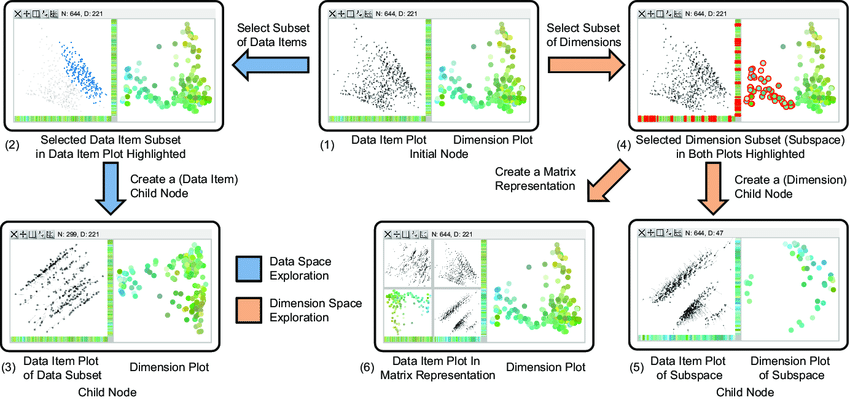 N: 644, D: 221
N: 644, D: 221
N: 644, D: 221
Select Subset
of Data Items
Select Subset
of Dimensions
(2)
Selected Data Item Subset
in Data Item Plot Highlighted
(1)
Data Item Plot
Dimension Plot
Initial Node
(4)
Selected Dimension Subset (Subspace)
in Both Plots Highlighted
Create a (Data Item)
Child Node
Create a Matrix
Representation
Create a (Dimension)
Child Node
N: 299, D: 221
N: 644, D: 221
N: 644, D: 47
Data Space
Exploration
Dimension Space
Exploration
(3)
Data Item Plot
of Data Subset
Dimension Plot
Child Node
(6)
Data Item Plot In
Matrix Representation
Dimension Plot
(5)
Data Item Plot
of Subspace
Dimension Plot
of Subspace
Child Node